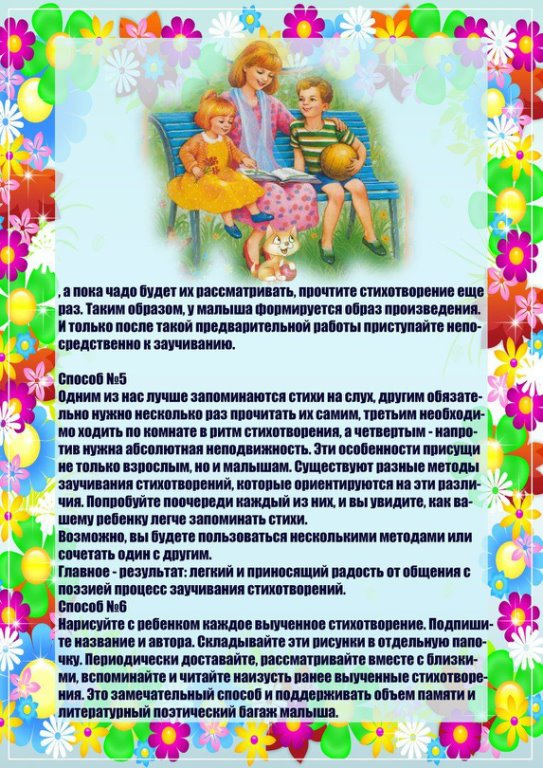 , а пока чадо будет их рассматривать, прочтите стихотворение еще
раз. Таким образом, у малыша формируется образ произведения.
И только после такой предварительной работы приступайте непо-
средственно к заучиванию.
Способ №5
Одним из нас лучше запоминаются стихи на слух, другим обязате-
льно нужно несколько раз прочитать их самим, третьим необходи-
мо ходить по комнате в ритм стихотворения, а четвертым - напро-
тив нужна абсолютная неподвижность. Эти особенности присущи
не только взрослым, но и малышам. Существуют разные методы
заучивания стихотворений, которые ориентируются на эти разли-
чия. Попробуйте поочереди каждый из них, и вы увидите, как ва-
шему ребенку легче запоминать стихи.
Возможно, вы будете пользоваться несколькими методами или
сочетать один с другим.
Главное - результат: легкий и приносящий радость от общения с
поэзией процесс заучивания стихотворений.
Способ №6
Нарисуйте с ребенком каждое выученное стихотворение. Подпиши-
те название и автора. Складывайте эти рисунки в отдельную папо-
чку. Периодически доставайте, рассматривайте вместе с близки-
ми, вспоминайте и читайте наизусть ранее выученные стихотворе-
ния. Это замечательный способ и поддерживать объем памяти и
литературный поэтический багаж малыша.